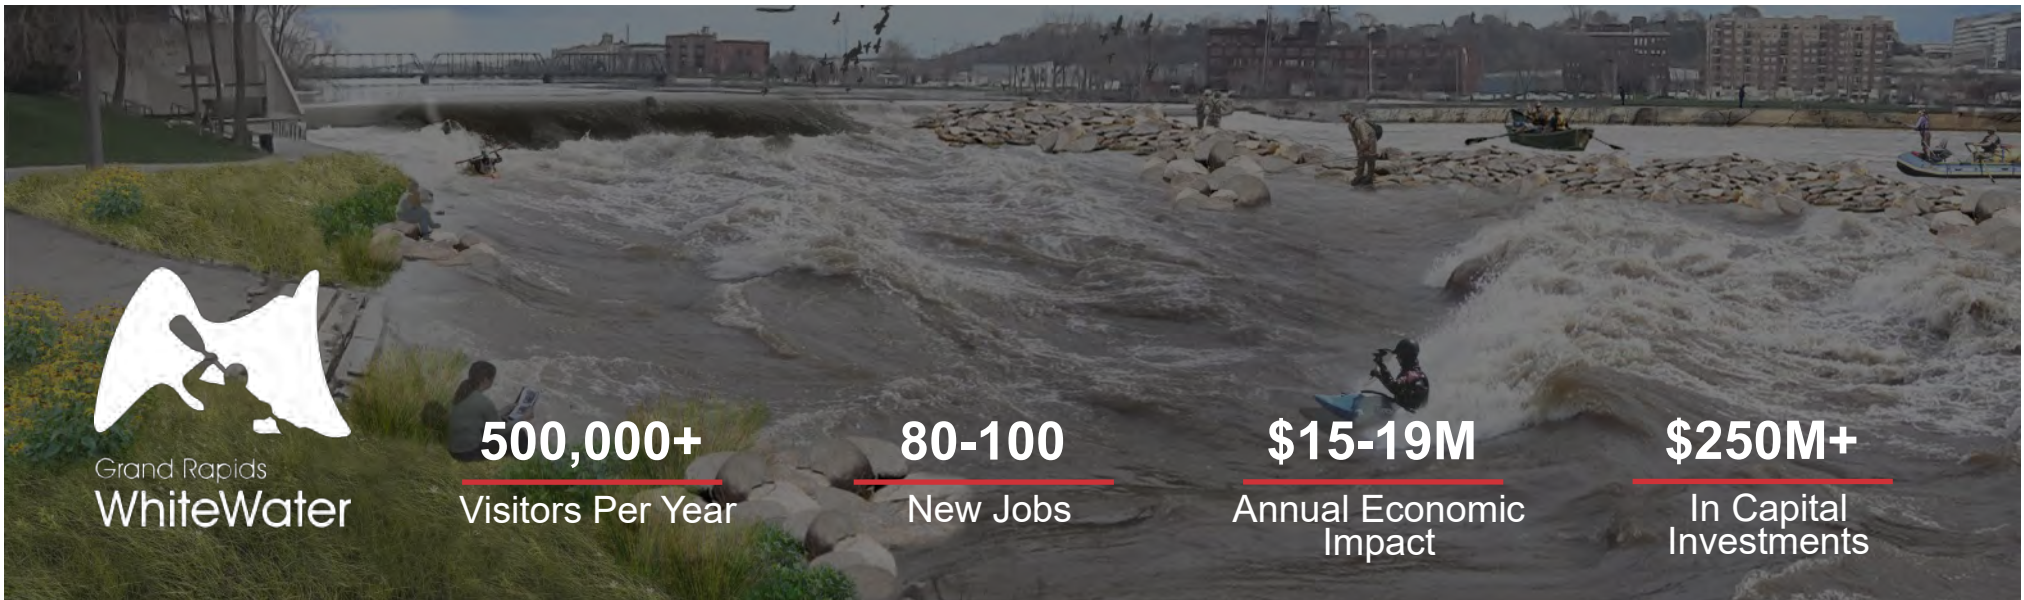 Grand Rapids
WhiteWater
500,000+
Visitors Per Year
80-100
New Jobs
$15-19M
Annual Economic
Impact
$250M+
In Capital
Investments